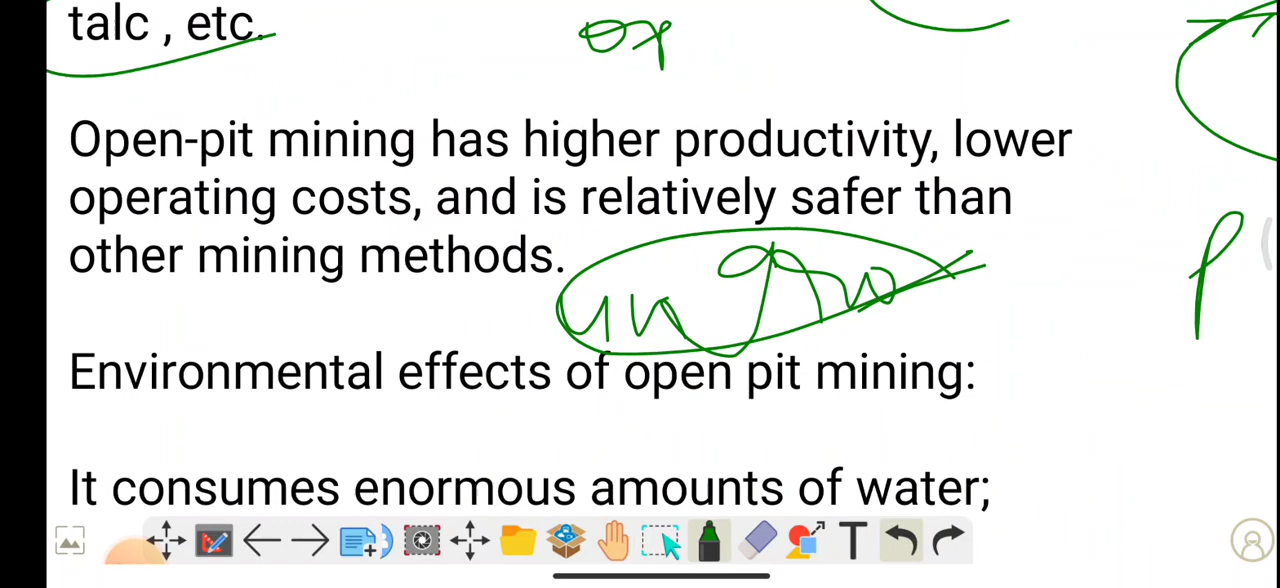 talc , etc.
op
Open-pit mining has higher productivity, lower
operating costs, and is relatively safer than
other mining methods.
P
Environmental effects of open pit mining:
It consumes enormous amounts of water;
T